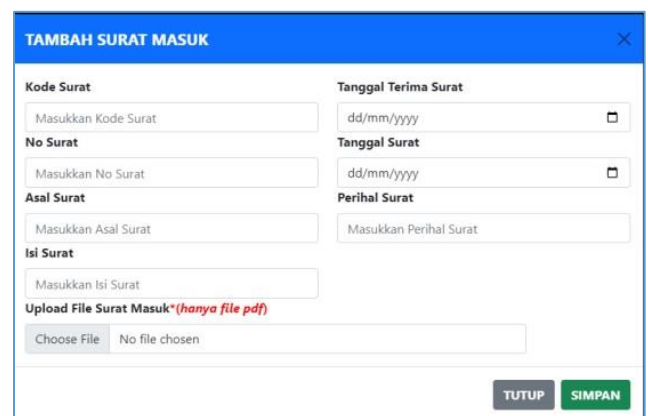 TAMBAH SURAT MASUK
Kode Surat
Tanggal Terima Surat
Masukkan Kode Surat
dd/mm/yyyy
No Surat
Tanggal Surat
Masukkan No Surat
dd/mm/yyyy
Asal Surat
Perihal Surat
Masukkan Asal Surat
Masukkan Perihal Surat
Isi Surat
Masukkan Isi Surat
Upload File Surat Masuk*(hanya file pdf)
Choose File No file chosen
TUTUP SIMPAN